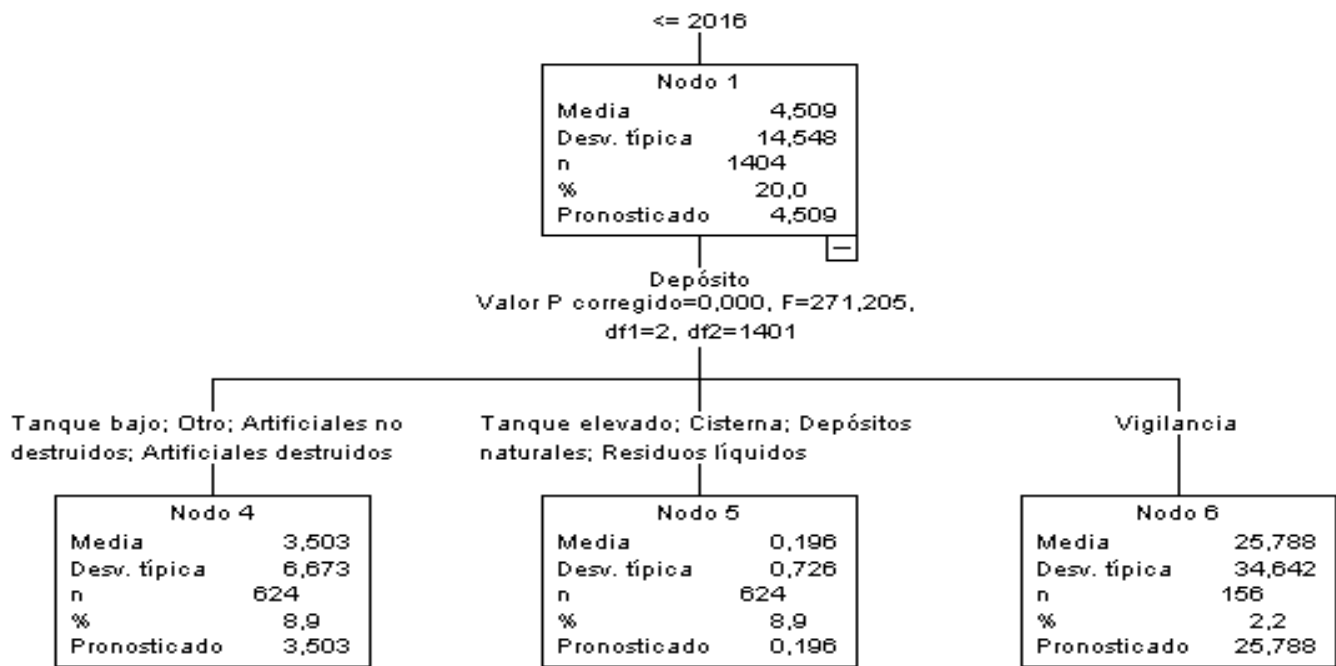 <= 2016
Nodo 1
Media 4,509
Desv. típica 14,548
n 1404
% 20,0
Pronosticado 4,509
Depósito
Valor P corregido=0,000, F=271,205,
df1=2, df2=1401
Tanque bajo; Otro; Artificiales no
destruidos; Artificiales destruidos
Tanque elevado; Cisterna; Depósitos
naturales; Residuos líquidos
Vigilancia
Nodo 4
Media 3,503
Desv. típica 6,673
n 624
% 8,9
Pronosticado 3,503
Nodo 5
Media 0,196
Desv. típica 0,726
n 624
% 8,9
Pronosticado 0,196
Nodo 6
Media 25,788
Desv. típica 34,642
n 156
% 2,2
Pronosticado 25,788